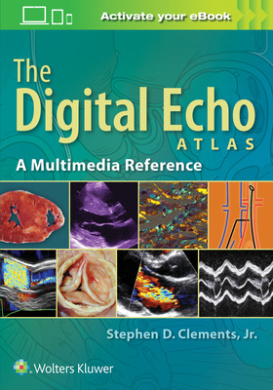 Activate your eBook
The
Digital Echo
ATLAS
A Multimedia Reference
Stephen D. Clements, Jr.
Wolters Kluwer